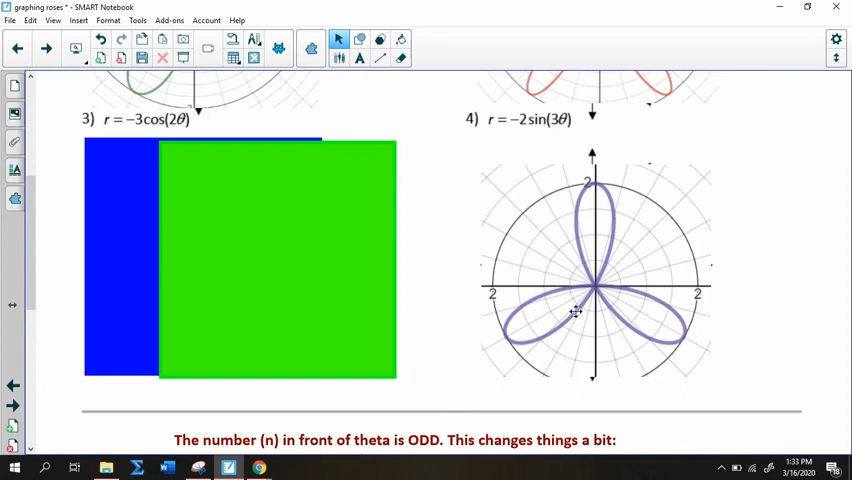 graphing roses * - SMART Notebook
File Edit View Insert Format Tools Add-ons Account Help
3) r = −3cos(2θ)
4) r = −2sin(3θ)
2
2
2
The number (n) in front of theta is ODD. This changes things a bit:
1:33 PM
3/16/2020
18